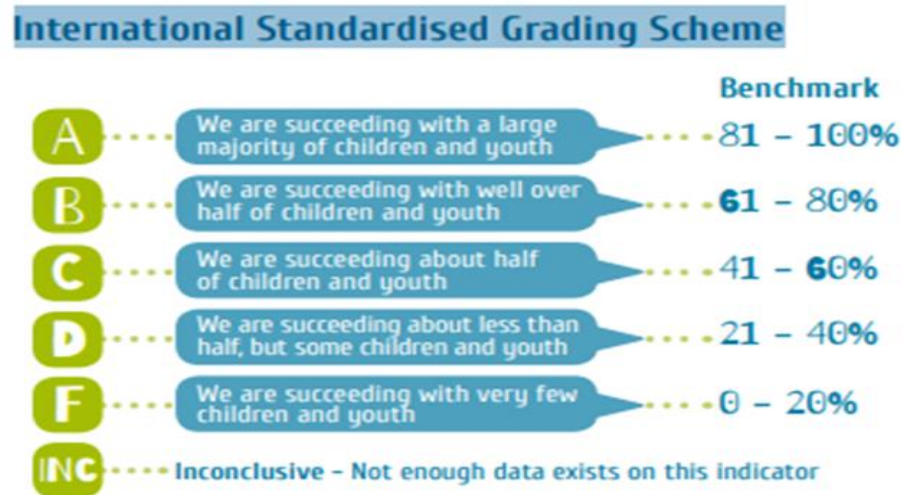 International Standardised Grading Scheme
Benchmark
A
We are succeeding with a large
majority of children and youth
81 – 100%
B
We are succeeding with well over
half of children and youth
61 – 80%
C
We are succeeding about half
of children and youth
41 – 60%
D
We are succeeding about less than
half, but some children and youth
21 – 40%
F
We are succeeding with very few
children and youth
0 – 20%
INC
Inconclusive – Not enough data exists on this indicator